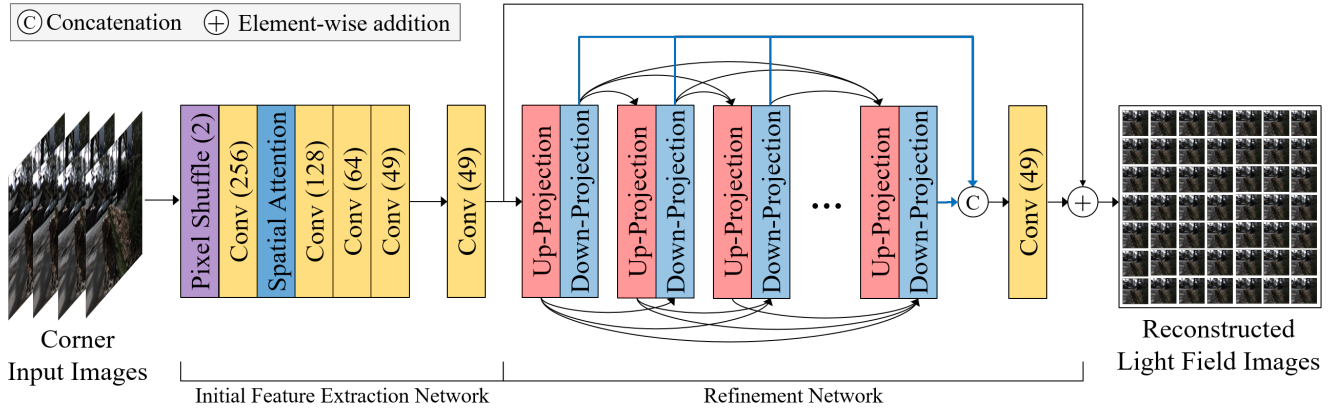 C Concatenation + Element-wise addition
Pixel Shuffle (2)
Conv (256)
Spatial Attention
Conv (128)
Conv (64)
Conv (49)
Conv (49)
Up-Projection
Down-Projection
Up-Projection
Down-Projection
Up-Projection
Down-Projection
...
Up-Projection
Down-Projection
C
Conv (49)
+
Corner
Input Images
Reconstructed
Light Field Images
Initial Feature Extraction Network
Refinement Network